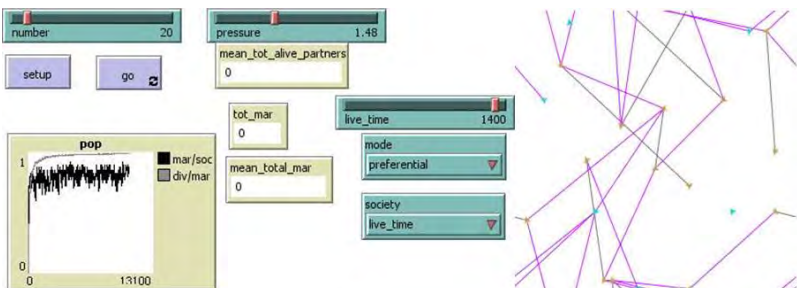 number 20
pressure 1.48
setup
go
mean_tot_alive_partners
0
tot_mar
0
mean_total_mar
0
live_time 1400
mode
preferential
society
live_time
pop
1
0
0
13100
mar/soc
div/mar